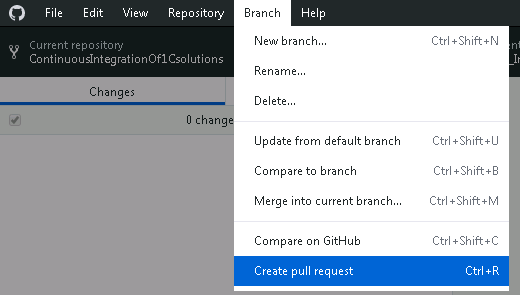 File Edit View Repository Branch Help
Current repository
ContinuousIntegrationOf1Csolutions
Changes
0 change
New branch... Ctrl+Shift+N
Rename...
Delete...
Update from default branch Ctrl+Shift+U
Compare to branch Ctrl+Shift+B
Merge into current branch... Ctrl+Shift+M
Compare on GitHub Ctrl+Shift+C
Create pull request Ctrl+R